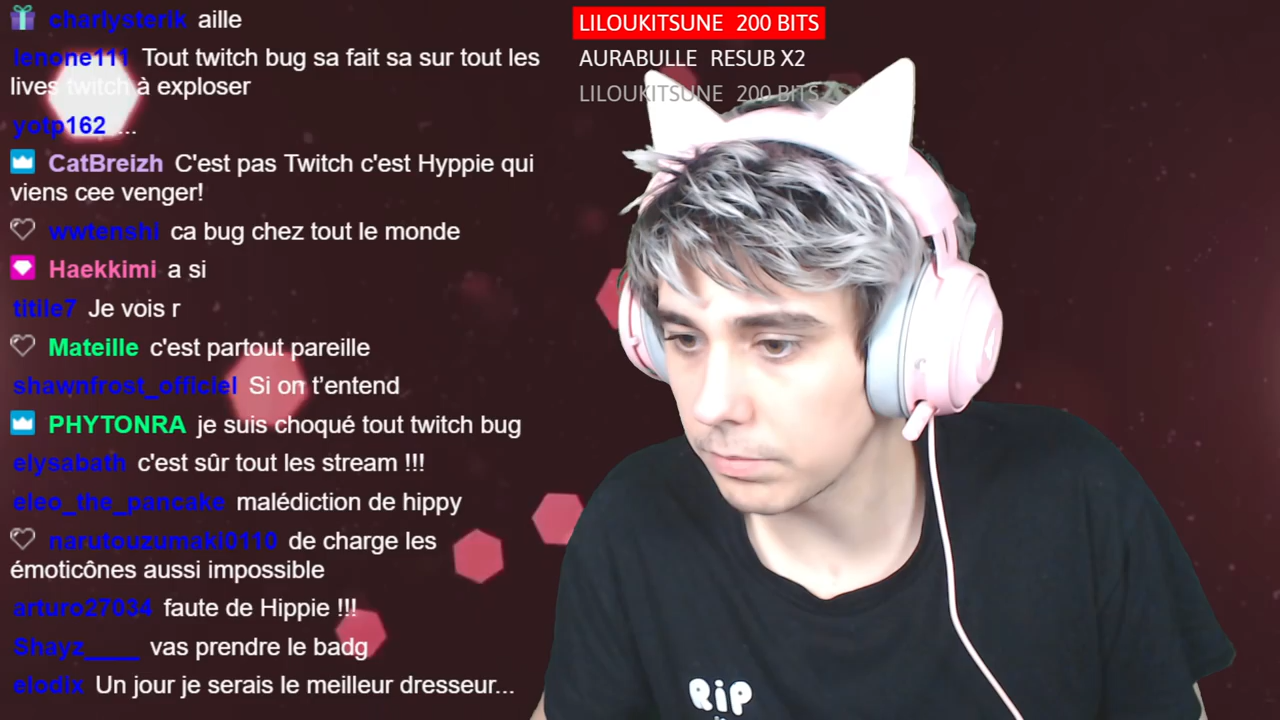 charlysterik aille
lenone111 Tout twitch bug sa fait sa sur tout les
lives twitch à exploser
yotp162 ...
CatBreizh C'est pas Twitch c'est Hyppie qui
viens cee venger!
wwtenshi ca bug chez tout le monde
Haekkimi a si
titile7 Je vois r
Mateille c'est partout pareille
shawnfrost_officiel Si on t'entend
PHYTONRA je suis choqué tout twitch bug
elysabath c'est sûr tout les stream !!!
eleo_the_pancake malédiction de hippy
narutouzumaki0110 de charge les
émoticônes aussi impossible
arturo27034 faute de Hippie !!!
Shayz____ vas prendre le badg
elodix Un jour je serais le meilleur dresseur...
LILOUKITSUNE 200 BITS
AURABULLE RESUB X2
LILOUKITSUNE 200 BITS
RIP